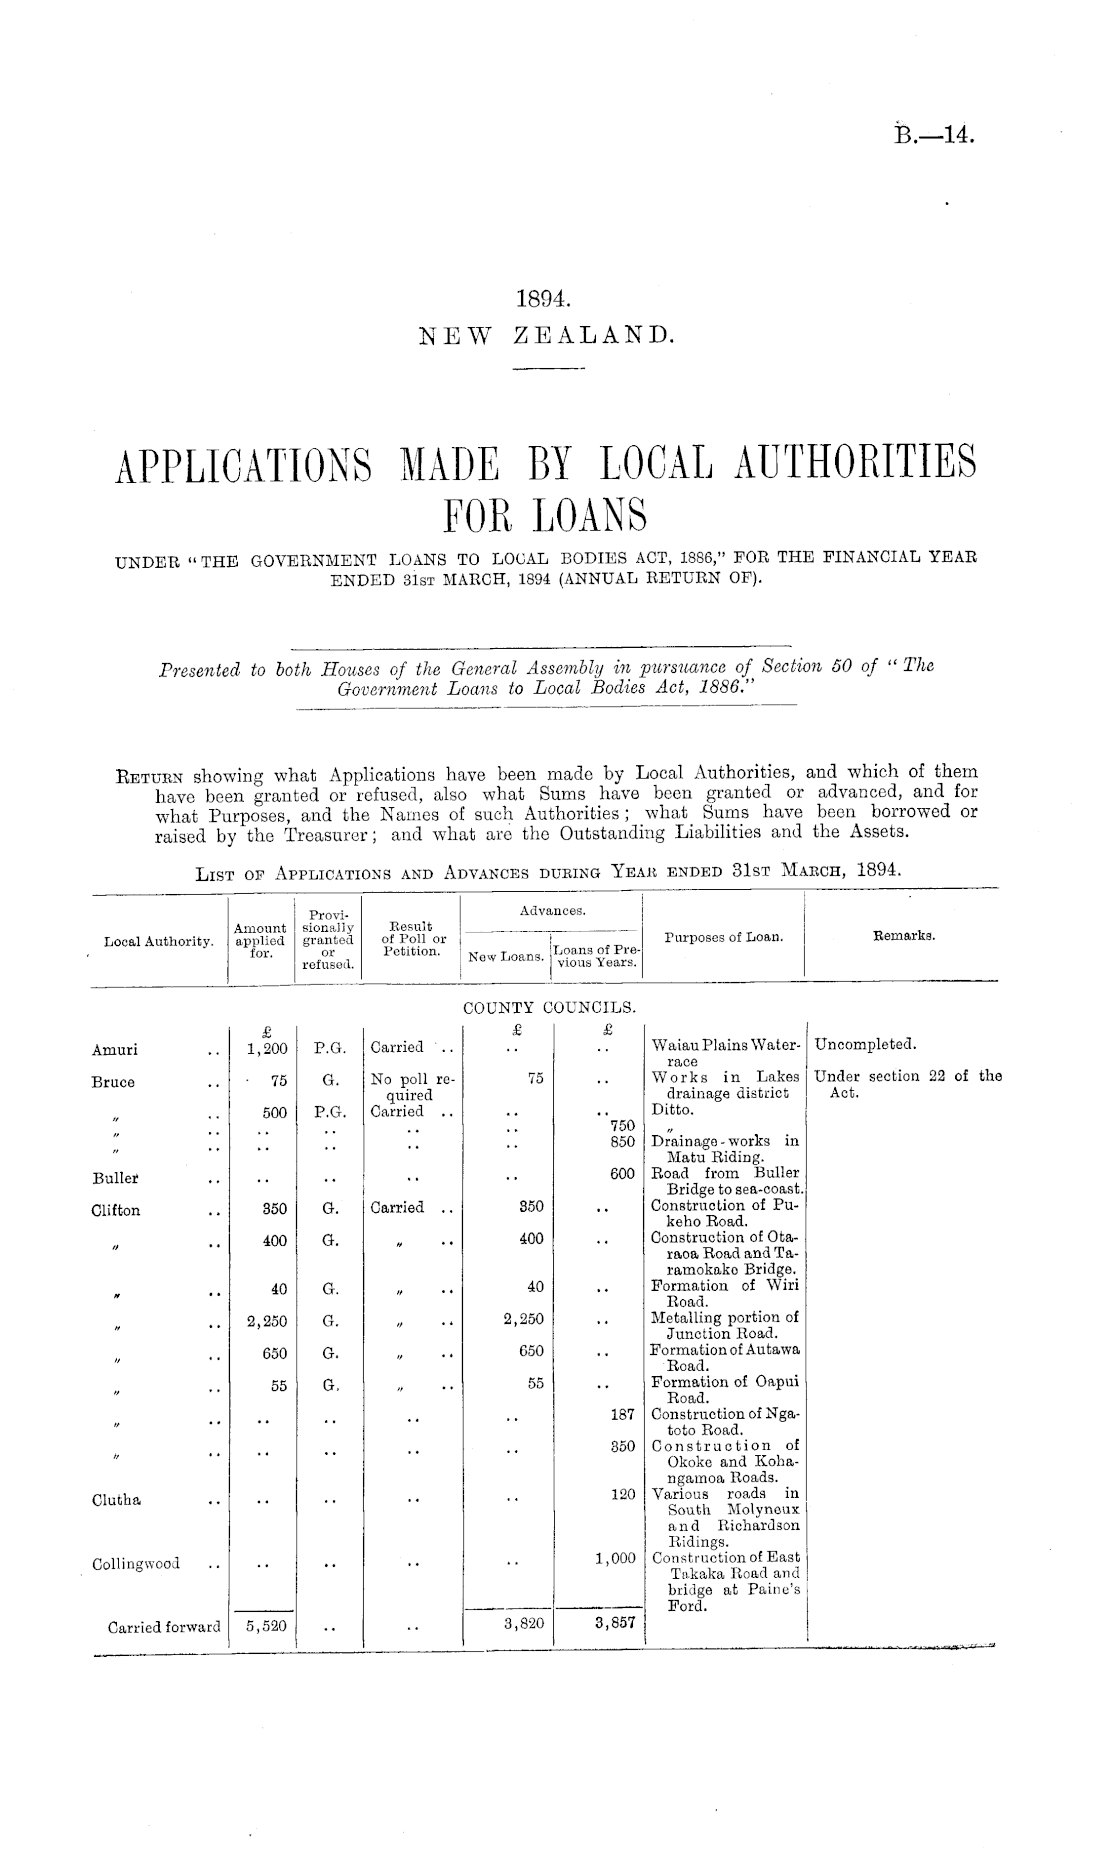 B.—14.
1894.
NEW ZEALAND.
APPLICATIONS MADE BY LOCAL AUTHORITIES
FOR LOANS
UNDER "THE GOVERNMENT LOANS TO LOCAL BODIES ACT, 1886," FOR THE FINANCIAL YEAR
ENDED 31ST MARCH, 1894 (ANNUAL RETURN OF).
Presented to both Houses of the General Assembly in pursuance of Section 50 of "The
Government Loans to Local Bodies Act, 1886."
RETURN showing what Applications have been made by Local Authorities, and which of them
have been granted or refused, also what Sums have been granted or advanced, and for
what Purposes, and the Names of such Authorities; what Sums have been borrowed or
raised by the Treasurer; and what are the Outstanding Liabilities and the Assets.
LIST OF APPLICATIONS AND ADVANCES DURING YEAR ENDED 31ST MARCH, 1894.
Local Authority. Amount applied for. Provisionally granted or refused. Result of Poll or Petition. Advances. New Loans. Loans of Previous Years. Purposes of Loan. Remarks.
COUNTY COUNCILS.
£ £ £
Amuri .. 1,200 P.G. Carried .. .. .. Waiau Plains Water- Uncompleted.
race
Bruce .. 75 G. No poll re- 75 .. Works in Lakes Under section 22 of the
quired drainage district Act.
„ .. 500 P.G. Carried .. .. .. Ditto.
„ .. .. .. .. .. 750 „
„ .. .. .. .. .. 850 Drainage-works in
Matu Riding.
Buller .. .. .. .. .. 600 Road from Buller
Bridge to sea-coast.
Clifton .. 350 G. Carried .. 350 .. Construction of Pu-
keho Road.
„ .. 400 G. „ .. 400 .. Construction of Ota-
raoa Road and Ta-
ramokako Bridge.
„ .. 40 G. „ .. 40 .. Formation of Wiri
Road.
„ .. 2,250 G. „ .. 2,250 .. Metalling portion of
Junction Road.
„ .. 650 G. „ .. 650 .. Formation of Autawa
Road.
„ .. 55 G. „ .. 55 .. Formation of Oapui
Road.
„ .. .. .. .. .. 187 Construction of Nga-
toto Road.
„ .. .. .. .. .. 350 Construction of
Okoke and Koha-
ngamoa Roads.
Clutha .. .. .. .. .. 120 Various roads in
South Molyneux
and Richardson
Ridings.
Collingwood .. .. .. .. .. 1,000 Construction of East
Takaka Road and
bridge at Paine's
Ford.
Carried forward 5,520 .. .. 3,820 3,857